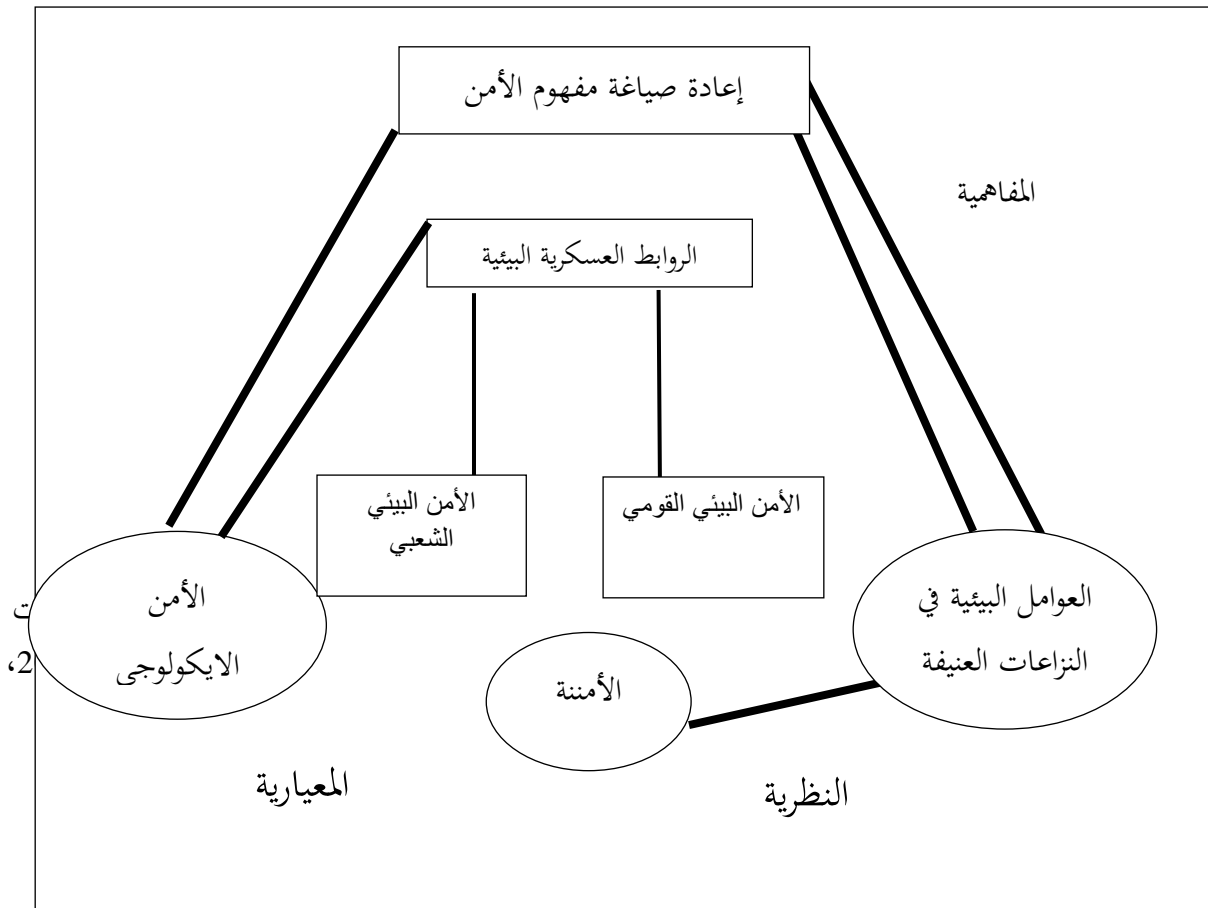 إعادة صياغة مفهوم الأمن
المفاهمية
الروابط العسكرية البيئية
الأمن البيئي القومي
الأمن البيئي
الشعبي
العوامل البيئية في
النزاعات العنيفة
الأمن
الايكولوجى
ت
2،
الأمننة
النظرية
المعيارية